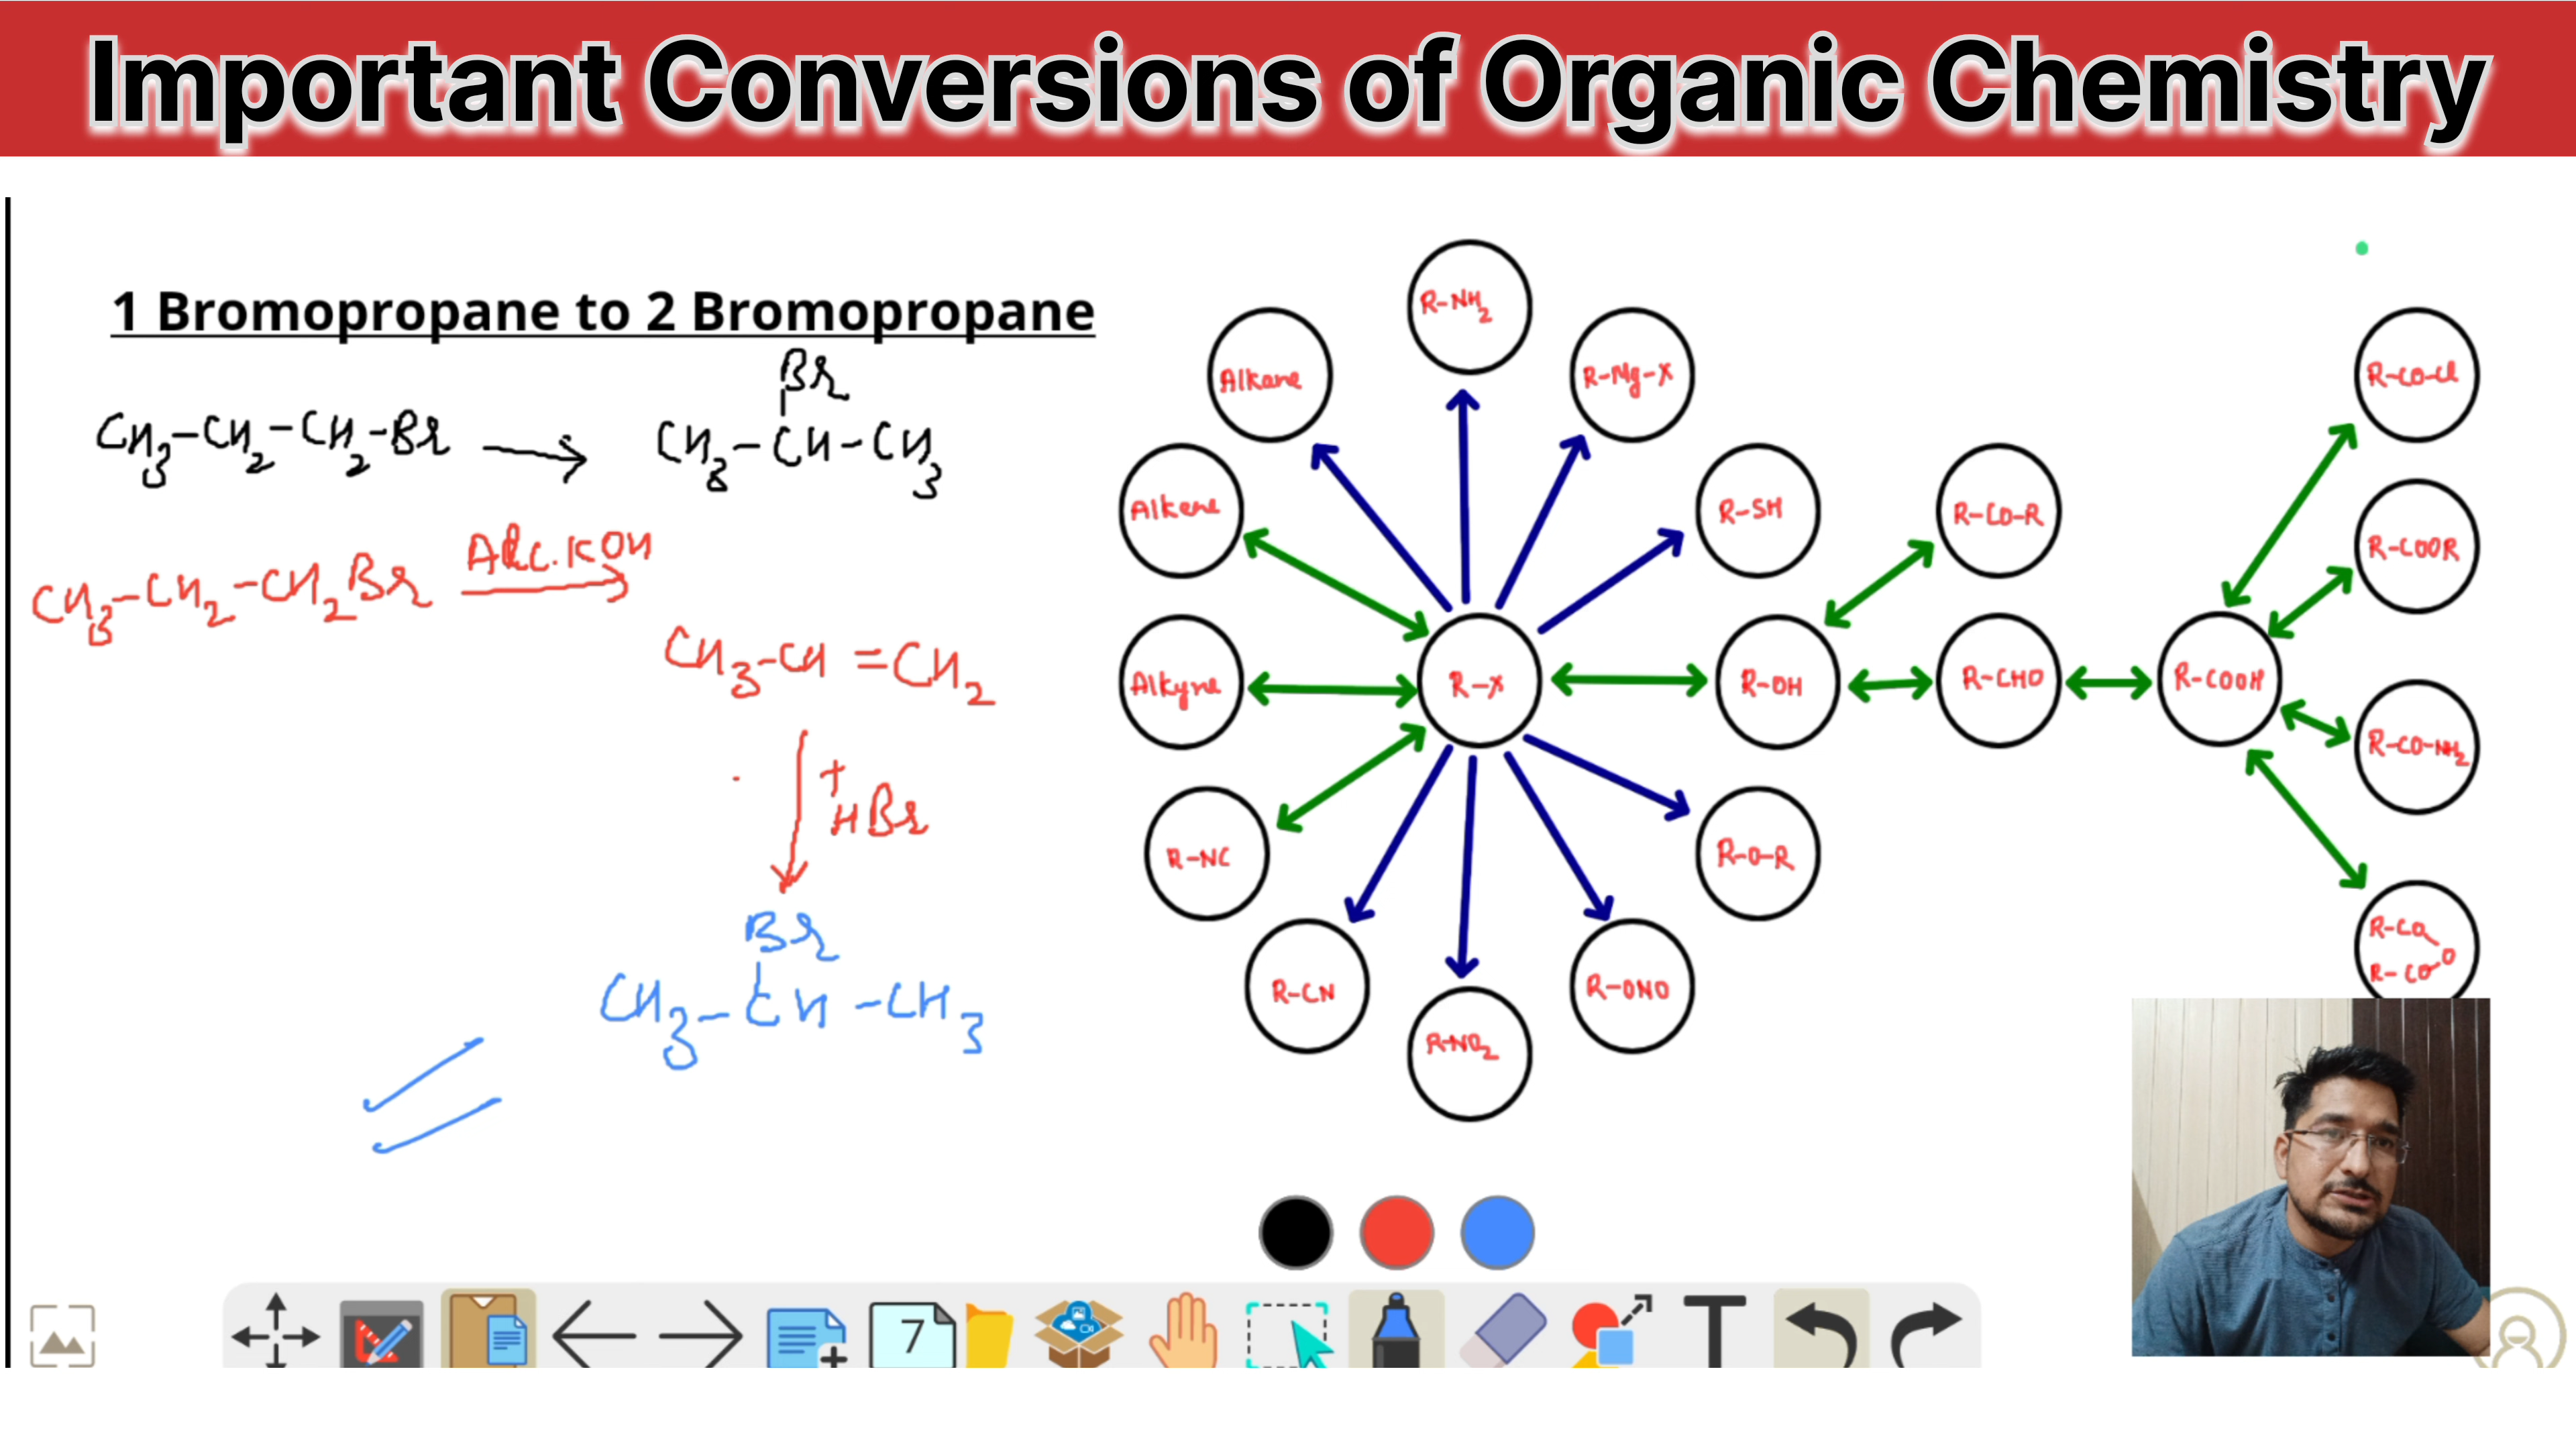 Important Conversions of Organic Chemistry
1 Bromopropane to 2 Bromopropane
Br
CH3-CH2-CH2-Br → CH3-CH-CH3
CH3-CH2-CH2Br Alc.KOH →
CH3-CH=CH2
+
HBr
Br
CH3-CH-CH3
R-NH2
Alkane
R-Mg-X
R-CO-Cl
Alkene
R-SH
R-CO-R
R-COOR
Alkyne
R-X
R-OH
R-CHO
R-COOH
R-CO-NH2
R-NC
R-O-R
R-CO
O
R-CO
R-CN
R-ONO
R-NO2
7
T